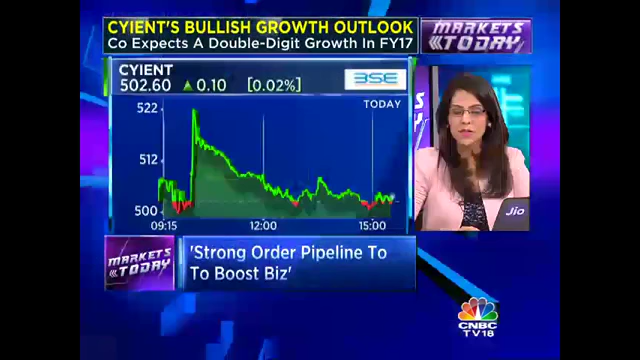 CYIENT'S BULLISH GROWTH OUTLOOK
Co Expects A Double-Digit Growth In FY17
MARKETS
TODAY
CYIENT
502.60 ▲ 0.10 [0.02%]
BSE
TODAY
522
512
500
09:15 12:00 15:00
Jio
MARKETS
TODAY
'Strong Order Pipeline To
To Boost Biz'
CNBC
TV18